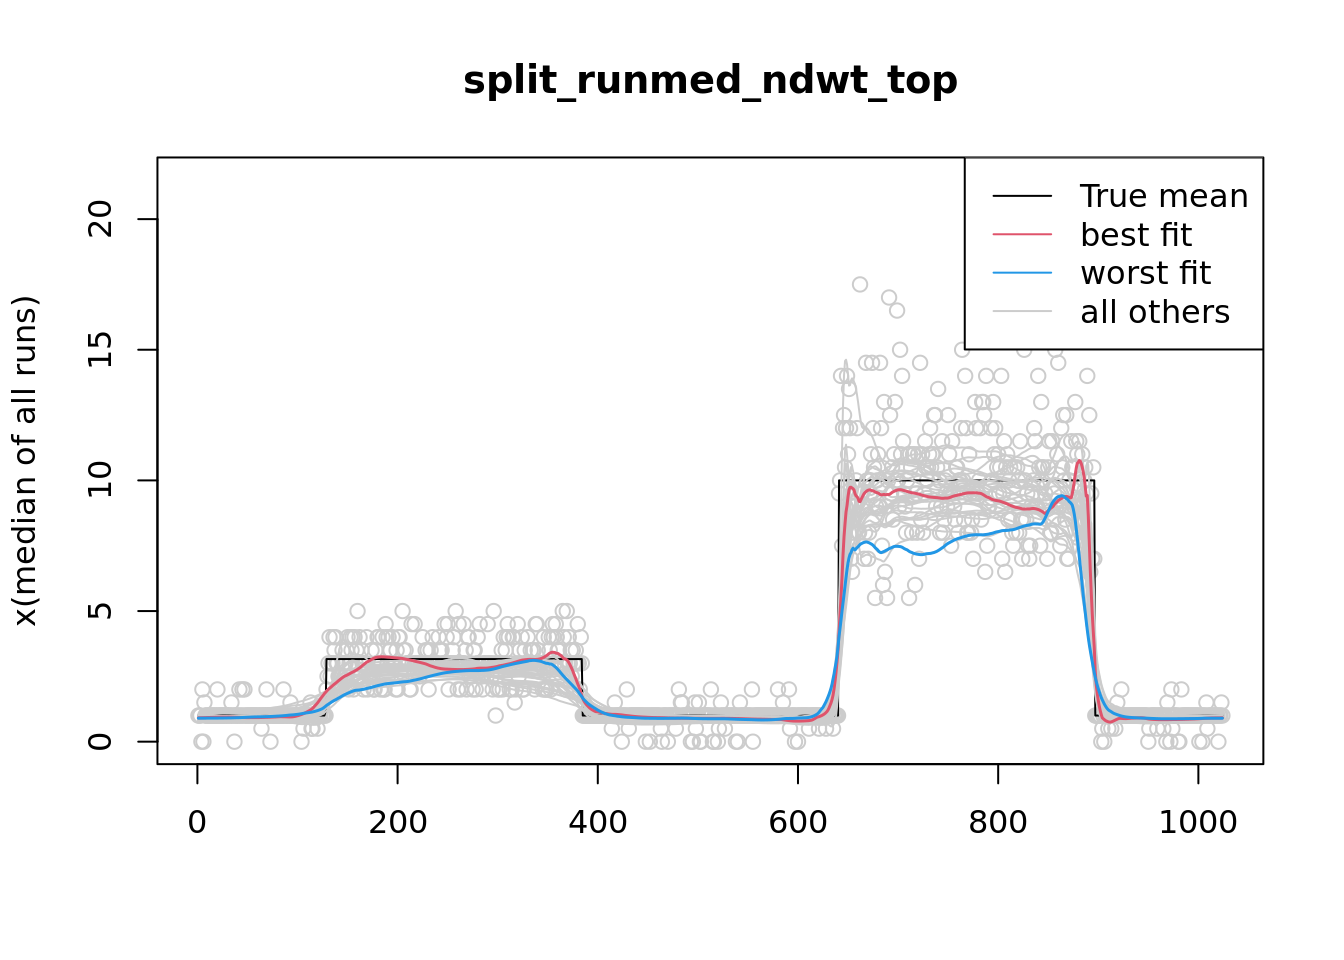 split_runmed_ndwt_top
True mean
best fit
worst fit
all others
x(median of all runs)
20
15
10
5
0
0 200 400 600 800 1000